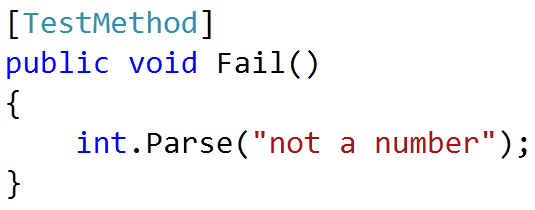 [TestMethod]
public void Fail()
{
    int.Parse("not a number");
}